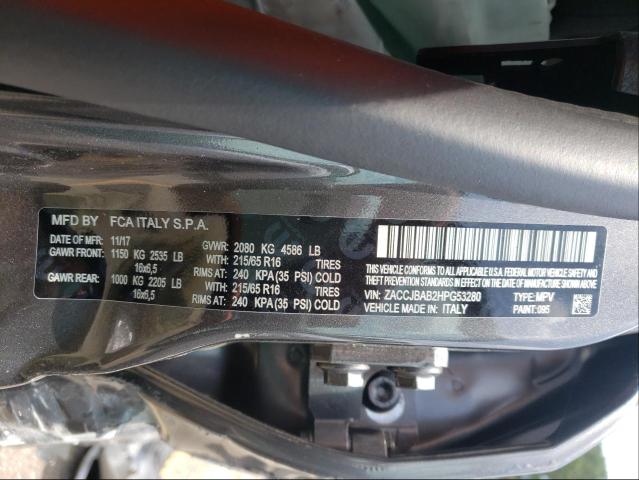 MFD BY FCA ITALY S.P.A.
DATE OF MFR: 11/17 GVWR: 2080 KG 4586 LB
GAWR FRONT: 1150 KG 2535 LB WITH: 215/65 R16 TIRES
16x6,5 RIMS AT: 240 KPA(35 PSI) COLD
GAWR REAR: 1000 KG 2205 LB WITH: 215/65 R16 TIRES
16x6,5 RIMS AT: 240 KPA(35 PSI) COLD
THIS VEHICLE CONFORMS TO ALL APPLICABLE U.S.A. FEDERAL
MOTOR VEHICLE SAFETY, BUMPER, AND THEFT PREVENTION
STANDARDS IN EFFECT ON THE DATE OF MANUFACTURE SHOWN ABOVE
VIN: ZACCJBAB2HPG53280 TYPE: MPV
VEHICLE MADE IN: ITALY PAINT: 095